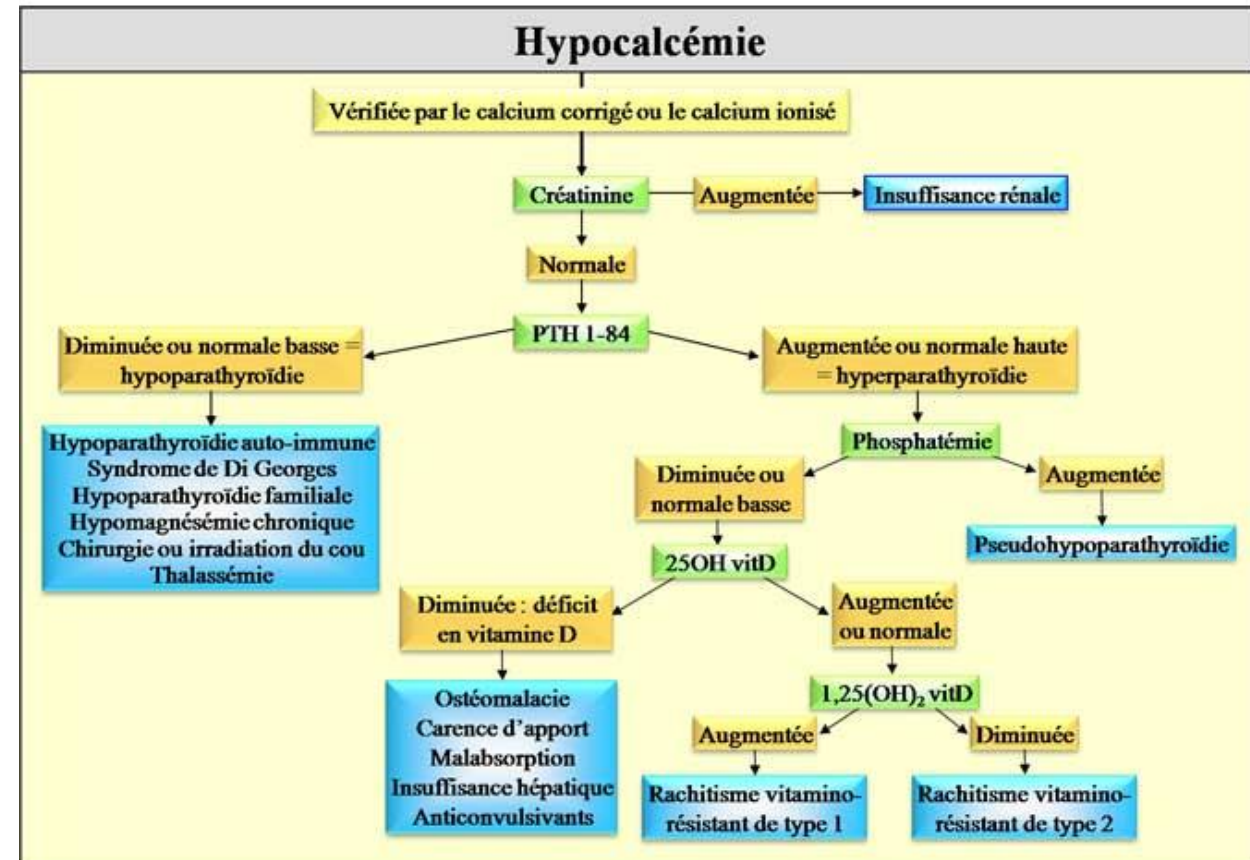 Hypocalcémie
Vérifiée par le calcium corrigé ou le calcium ionisé
Créatinine
Augmentée
Insuffisance rénale
Normale
PTH 1-84
Diminuée ou normale basse =
hypoparathyroïdie
Augmentée ou normale haute
= hyperparathyroïdie
Hypoparathyroïdie auto-immune
Syndrome de Di Georges
Hypoparathyroïdie familiale
Hypomagnésémie chronique
Chirurgie ou irradiation du cou
Thalassémie
Phosphatémie
Diminuée ou
normale basse
Augmentée
Pseudohypoparathyroïdie
25OH vitD
Diminuée : déficit
en vitamine D
Augmentée
ou normale
Ostéomalacie
Carence d'apport
Malabsorption
Insuffisance hépatique
Anticonvulsivants
1,25(OH)₂ vitD
Augmentée
Diminuée
Rachitisme vitamino-
résistant de type 1
Rachitisme vitamino-
résistant de type 2